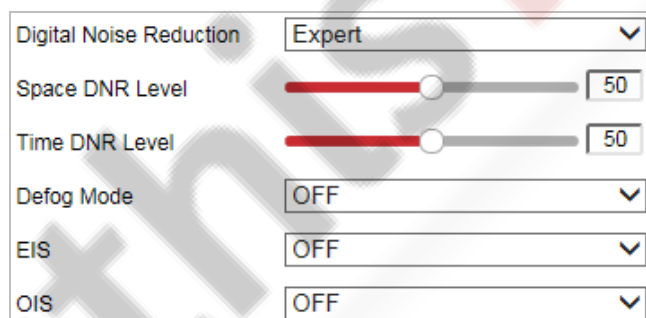 Digital Noise Reduction Expert
Space DNR Level 50
Time DNR Level 50
Defog Mode OFF
EIS OFF
OIS OFF
this